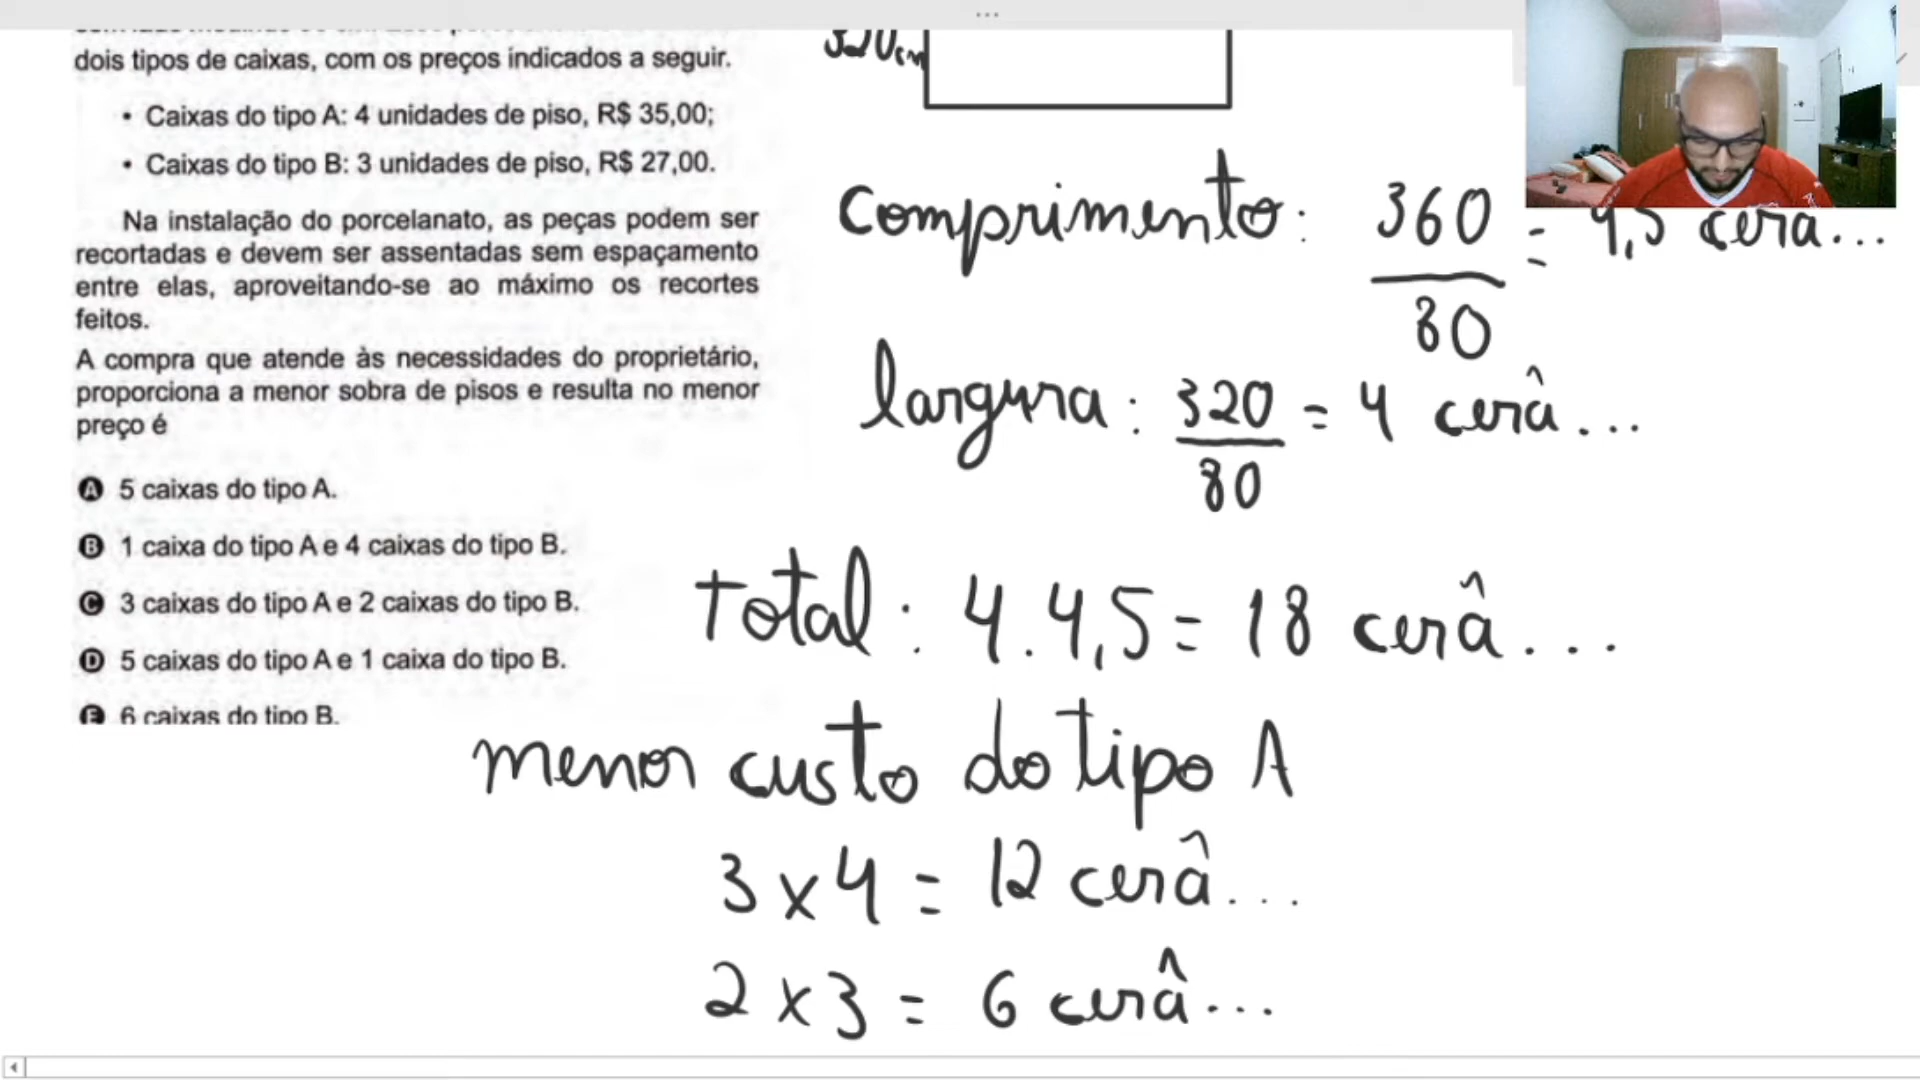 dois tipos de caixas, com os preços indicados a seguir.
• Caixas do tipo A: 4 unidades de piso, R$ 35,00;
• Caixas do tipo B: 3 unidades de piso, R$ 27,00.
Na instalação do porcelanato, as peças podem ser
recortadas e devem ser assentadas sem espaçamento
entre elas, aproveitando-se ao máximo os recortes
feitos.
A compra que atende às necessidades do proprietário,
proporciona a menor sobra de pisos e resulta no menor
preço é
A 5 caixas do tipo A.
B 1 caixa do tipo A e 4 caixas do tipo B.
C 3 caixas do tipo A e 2 caixas do tipo B.
D 5 caixas do tipo A e 1 caixa do tipo B.
E 6 caixas do tipo B.
320cm
comprimento: 360/80 = 4,5 cerâ...
largura: 320/80 = 4 cerâ...
Total: 4.4,5 = 18 cerâ...
menor custo do tipo A
3 x 4 = 12 cerâ...
2 x 3 = 6 cerâ...